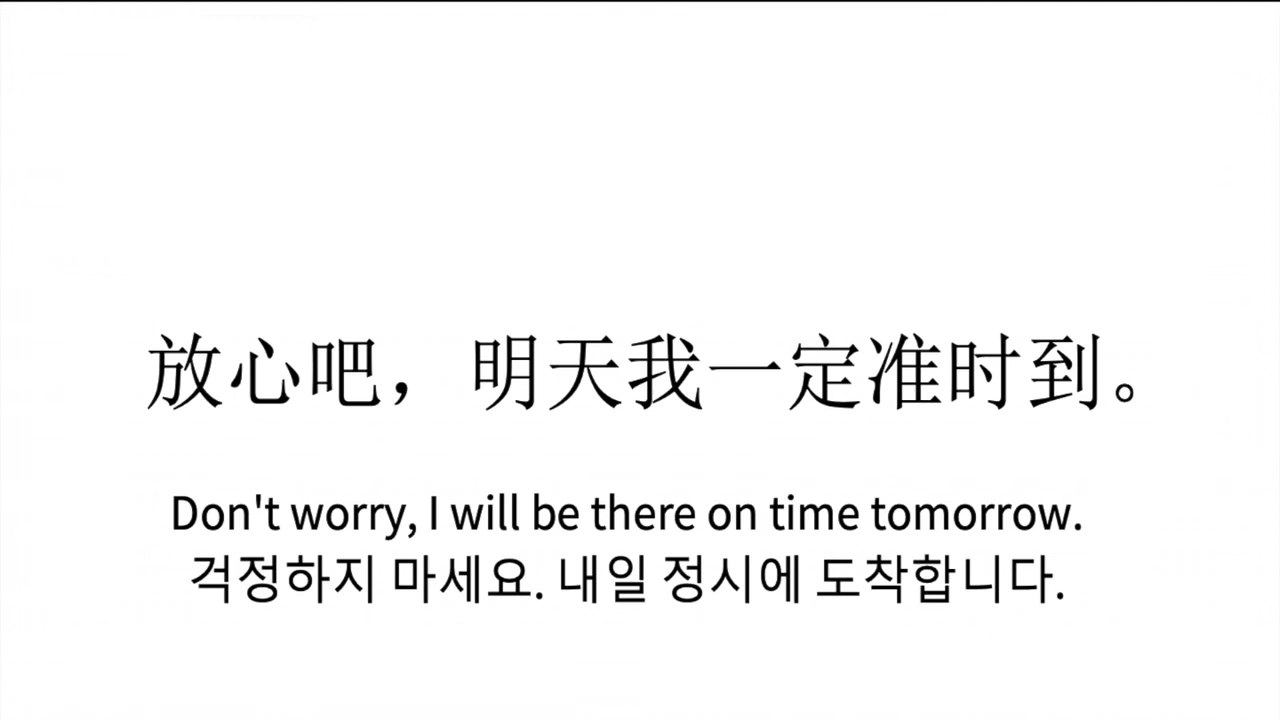 放心吧，明天我一定准时到。
Don't worry, I will be there on time tomorrow.
걱정하지 마세요. 내일 정시에 도착합니다.